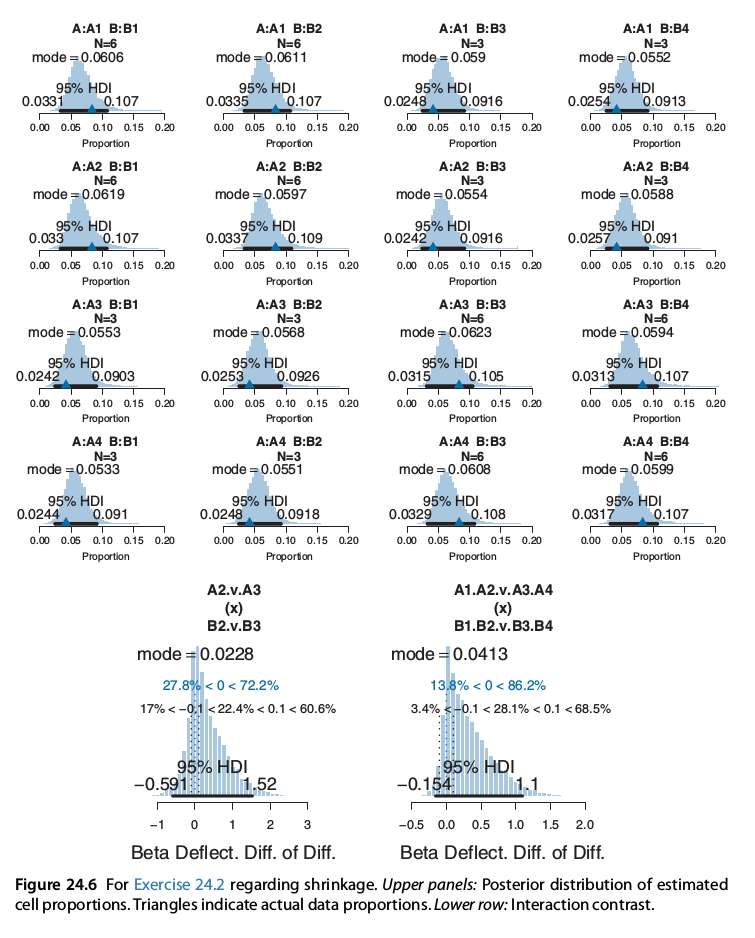 A:A1 B:B1
N=6
mode = 0.0606
95% HDI
0.0331 0.107
0.00 0.05 0.10 0.15 0.20
Proportion
A:A1 B:B2
N=6
mode = 0.0611
95% HDI
0.0335 0.107
0.00 0.05 0.10 0.15 0.20
Proportion
A:A1 B:B3
N=3
mode = 0.059
95% HDI
0.0248 0.0916
0.00 0.05 0.10 0.15 0.20
Proportion
A:A1 B:B4
N=3
mode = 0.0552
95% HDI
0.0254 0.0913
0.00 0.05 0.10 0.15 0.20
Proportion
A:A2 B:B1
N=6
mode = 0.0619
95% HDI
0.033 0.107
0.00 0.05 0.10 0.15 0.20
Proportion
A:A2 B:B2
N=6
mode = 0.0597
95% HDI
0.0337 0.109
0.00 0.05 0.10 0.15 0.20
Proportion
A:A2 B:B3
N=3
mode = 0.0554
95% HDI
0.0242 0.0916
0.00 0.05 0.10 0.15 0.20
Proportion
A:A2 B:B4
N=3
mode = 0.0588
95% HDI
0.0257 0.091
0.00 0.05 0.10 0.15 0.20
Proportion
A:A3 B:B1
N=3
mode = 0.0553
95% HDI
0.0242 0.0903
0.00 0.05 0.10 0.15 0.20
Proportion
A:A3 B:B2
N=3
mode = 0.0568
95% HDI
0.0253 0.0926
0.00 0.05 0.10 0.15 0.20
Proportion
A:A3 B:B3
N=6
mode = 0.0623
95% HDI
0.0315 0.105
0.00 0.05 0.10 0.15 0.20
Proportion
A:A3 B:B4
N=6
mode = 0.0594
95% HDI
0.0313 0.107
0.00 0.05 0.10 0.15 0.20
Proportion
A:A4 B:B1
N=3
mode = 0.0533
95% HDI
0.0244 0.091
0.00 0.05 0.10 0.15 0.20
Proportion
A:A4 B:B2
N=3
mode = 0.0551
95% HDI
0.0248 0.0918
0.00 0.05 0.10 0.15 0.20
Proportion
A:A4 B:B3
N=6
mode = 0.0608
95% HDI
0.0329 0.108
0.00 0.05 0.10 0.15 0.20
Proportion
A:A4 B:B4
N=6
mode = 0.0599
95% HDI
0.0317 0.107
0.00 0.05 0.10 0.15 0.20
Proportion
A2.v.A3
(x)
B2.v.B3
mode = 0.0228
27.8% < 0 < 72.2%
17% < −0.1 < 22.4% < 0.1 < 60.6%
95% HDI
−0.591 1.52
−1 0 1 2 3
Beta Deflect. Diff. of Diff.
A1.A2.v.A3.A4
(x)
B1.B2.v.B3.B4
mode = 0.0413
13.8% < 0 < 86.2%
3.4% < −0.1 < 28.1% < 0.1 < 68.5%
95% HDI
−0.154 1.1
−0.5 0.0 0.5 1.0 1.5 2.0
Beta Deflect. Diff. of Diff.
Figure 24.6 For Exercise 24.2 regarding shrinkage. Upper panels: Posterior distribution of estimated
cell proportions. Triangles indicate actual data proportions. Lower row: Interaction contrast.